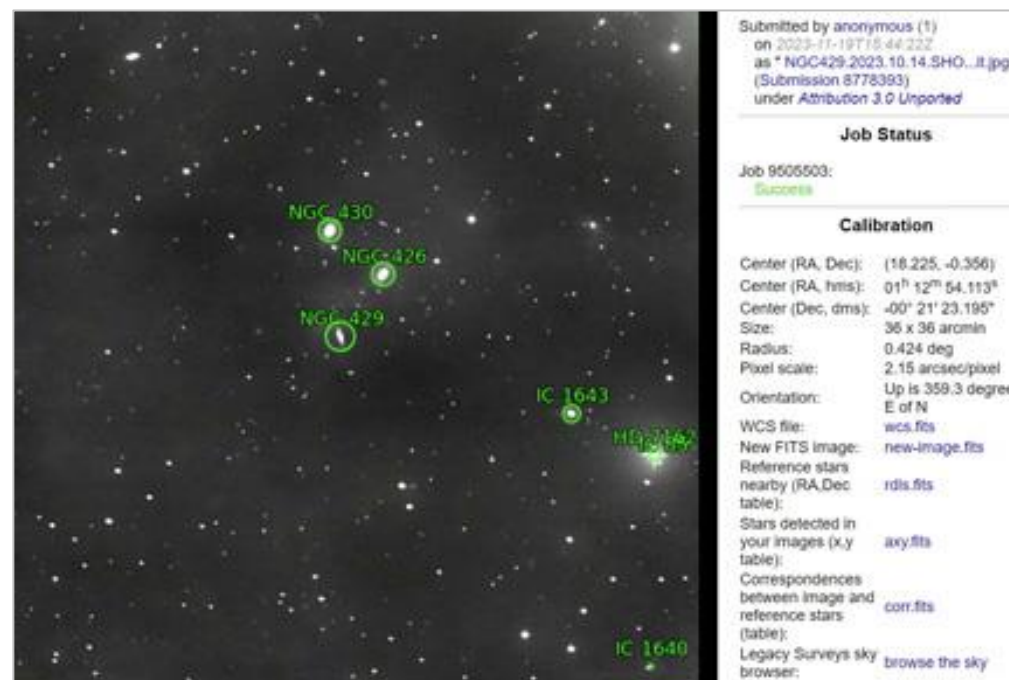 NGC 430
NGC 426
NGC 429
IC 1643
IC 1640
Submitted by anonymous (1)
on 2023-11-19T15:44:22Z
as " NGC429.2023.10.14.SHO...lt.jpg
(Submission 8778393)
under Attribution 3.0 Unported
Job Status
Job 9505503:
Success
Calibration
Center (RA, Dec): (18.225, -0.356)
Center (RA, hms): 01h 12m 54.113s
Center (Dec, dms): -00° 21' 23.195"
Size: 36 x 36 arcmin
Radius: 0.424 deg
Pixel scale: 2.15 arcsec/pixel
Orientation: Up is 359.3 degree
E of N
WCS file: wcs.fits
New FITS image: new-image.fits
Reference stars
nearby (RA,Dec rdls.fits
table):
Stars detected in
your images (x,y axy.fits
table):
Correspondences
between image and corr.fits
reference stars
(table):
Legacy Surveys sky browse the sky
browser: